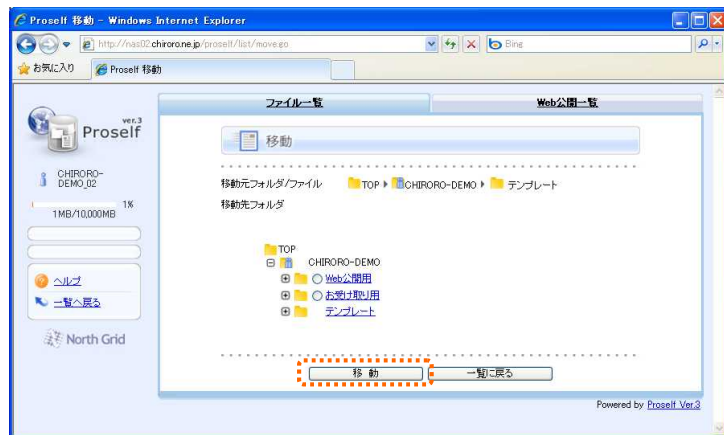 Proself 移動 - Windows Internet Explorer
http://nas02.chiroro.ne.jp/proself/list/move.go
Bing
お気に入り
Proself 移動
ファイル一覧
Web公開一覧
ver.3
Proself
移動
CHIRORO-
DEMO_02
移動元フォルダ/ファイル TOP CHIRORO-DEMO テンプレート
1%
1MB/10,000MB
移動先フォルダ
TOP
CHIRORO-DEMO
Web公開用
お受け取り用
テンプレート
ヘルプ
一覧へ戻る
North Grid
移 動
一覧に戻る
Powered by Proself Ver.3